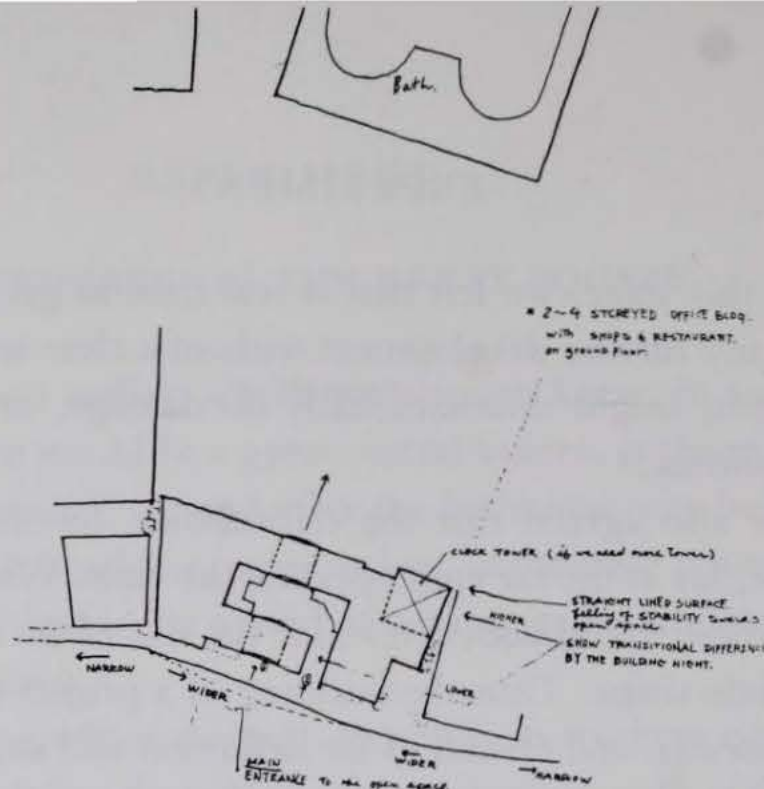 Bath.
* 2~4 STOREYED OFFICE BLDG.
with SHOPS & RESTAURANT.
on ground floor.
CLOCK TOWER (if we need more tower)
STRAIGHT LINED SURFACE
feeling of STABILITY towards
open space
HIGHER
SHOW TRANSITIONAL DIFFERENCE
BY THE BUILDING HIGHT.
LOWER
NARROW
WIDER
WIDER
NARROW
MAIN
ENTRANCE to the open space